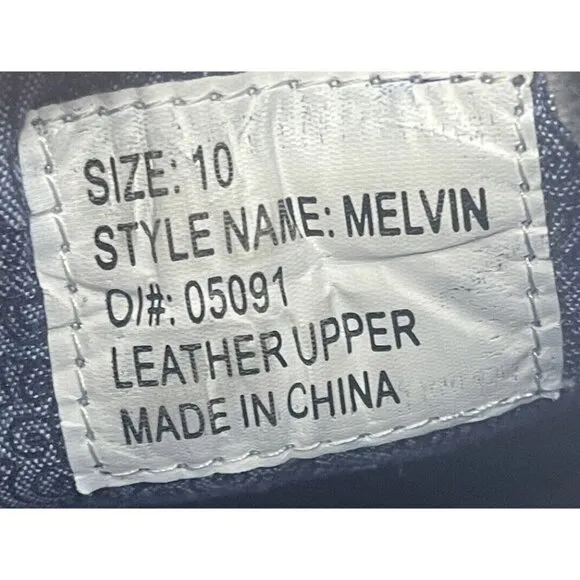 SIZE: 10
STYLE NAME: MELVIN
O/#: 05091
LEATHER UPPER
MADE IN CHINA